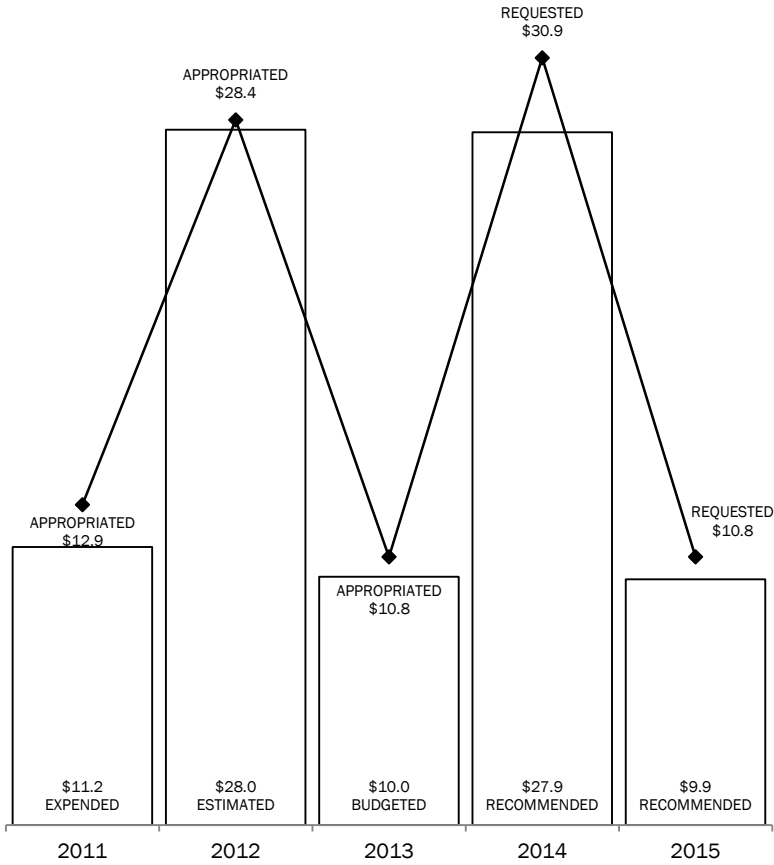 REQUESTED
$30.9
APPROPRIATED
$28.4
APPROPRIATED
$12.9
REQUESTED
$10.8
APPROPRIATED
$10.8
$11.2
EXPENDED
$28.0
ESTIMATED
$10.0
BUDGETED
$27.9
RECOMMENDED
$9.9
RECOMMENDED
2011
2012
2013
2014
2015